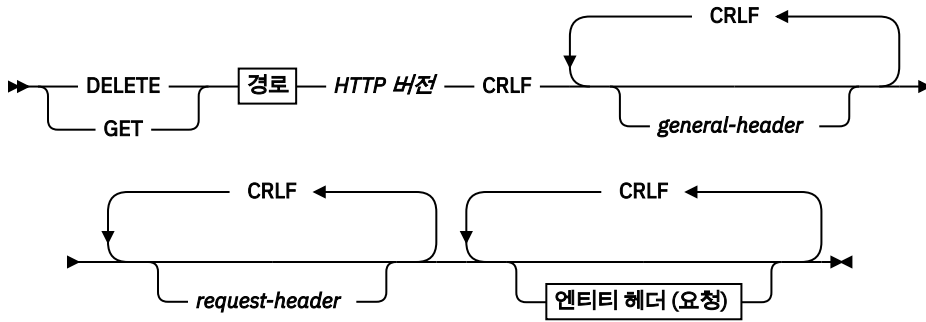 CRLF
DELETE 경로 HTTP 버전 CRLF
GET general-header
CRLF CRLF
request-header 엔티티 헤더 (요청)